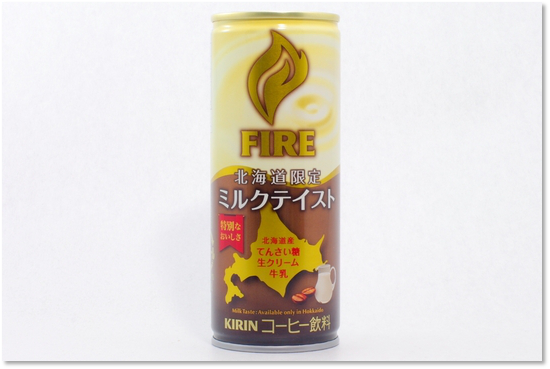 FIRE
北海道限定
ミルクテイスト
特別な
おいしさ
北海道産
てんさい糖
生クリーム
牛乳
Milk taste : Available only in Hokkaido
KIRIN コーヒー飲料